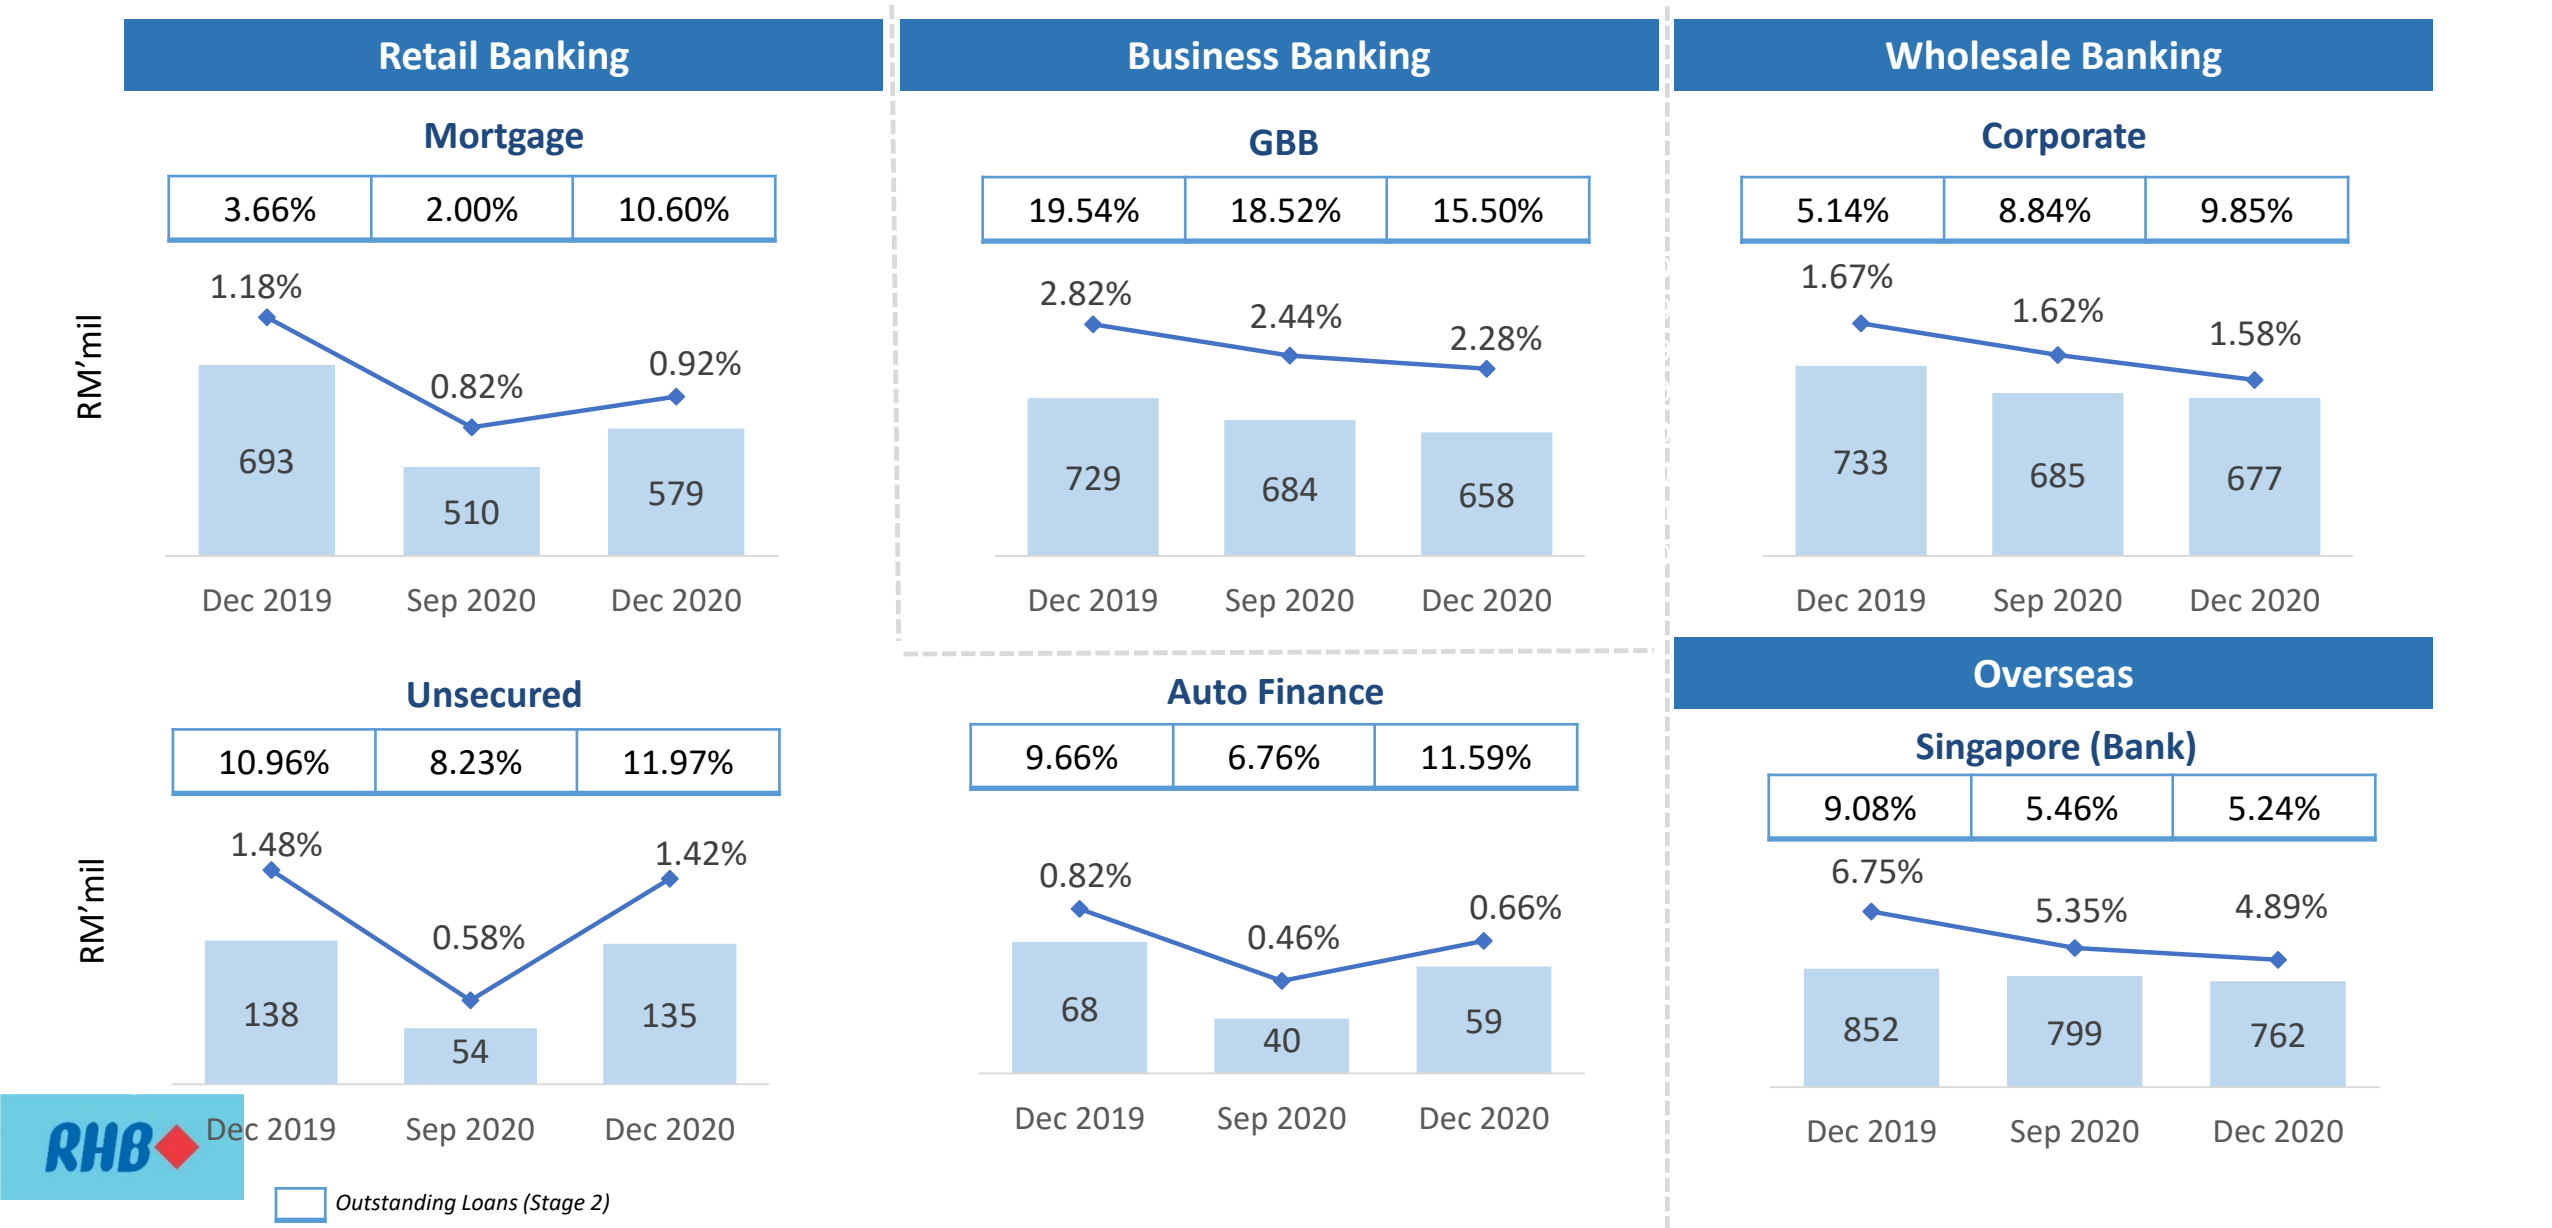 Retail Banking
Business Banking
Wholesale Banking
Mortgage
3.66% 2.00% 10.60%
1.18%
0.82%
0.92%
RM'mil
693
510
579
Dec 2019 Sep 2020 Dec 2020
GBB
19.54% 18.52% 15.50%
2.82%
2.44%
2.28%
729
684
658
Dec 2019 Sep 2020 Dec 2020
Corporate
5.14% 8.84% 9.85%
1.67%
1.62%
1.58%
733
685
677
Dec 2019 Sep 2020 Dec 2020
Unsecured
10.96% 8.23% 11.97%
1.48%
0.58%
1.42%
RM'mil
138
54
135
Dec 2019 Sep 2020 Dec 2020
Auto Finance
9.66% 6.76% 11.59%
0.82%
0.46%
0.66%
68
40
59
Dec 2019 Sep 2020 Dec 2020
Overseas
Singapore (Bank)
9.08% 5.46% 5.24%
6.75%
5.35%
4.89%
852
799
762
Dec 2019 Sep 2020 Dec 2020
RHB
Outstanding Loans (Stage 2)